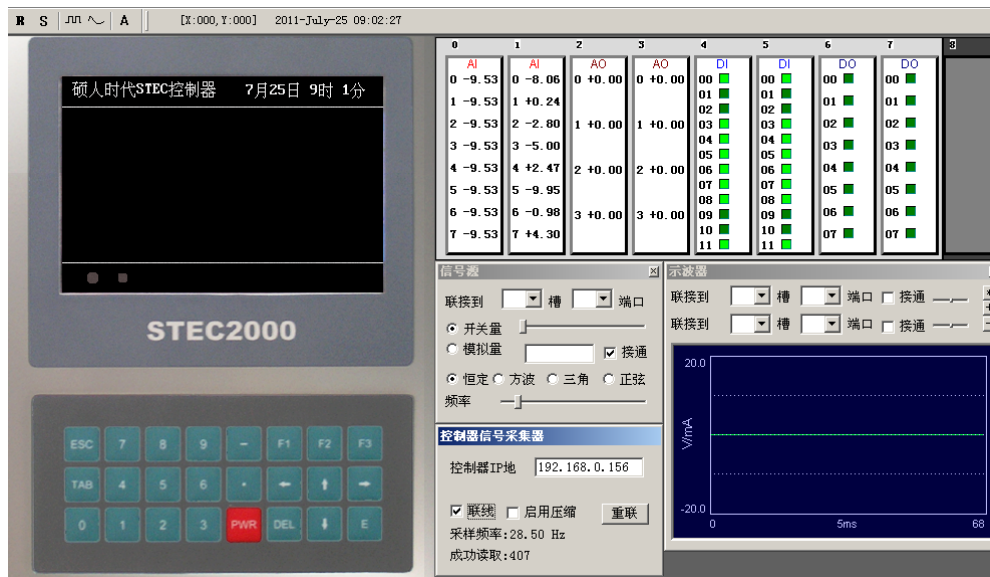 R S A [X:000,Y:000] 2011-July-25 09:02:27
硕人时代STEC控制器 7月25日 9时 1分
STEC2000
ESC 7 8 9 - F1 F2 F3
TAB 4 5 6 · ← ↑ →
0 1 2 3 PWR DEL ↓ E
0 1 2 3 4 5 6 7 8
AI AI AO AO DI DI DO DO
0 -9.53
1 -9.53
2 -9.53
3 -9.53
4 -9.53
5 -9.53
6 -9.53
7 -9.53
0 -8.06
1 +0.24
2 -2.80
3 -5.00
4 +2.47
5 -9.95
6 -0.98
7 +4.30
0 +0.00
1 +0.00
2 +0.00
3 +0.00
0 +0.00
1 +0.00
2 +0.00
3 +0.00
00
01
02
03
04
05
06
07
08
09
10
11
00
01
02
03
04
05
06
07
08
09
10
11
00
01
02
03
04
05
06
07
00
01
02
03
04
05
06
07
信号源
联接到 槽 端口
开关量
模拟量 接通
恒定 方波 三角 正弦
频率
控制器信号采集器
控制器IP地 192.168.0.156
联线 启用压缩 重联
采样频率:28.50 Hz
成功读取:407
示波器
联接到 槽 端口 接通
联接到 槽 端口 接通
20.0
V/mA
-20.0
0 5ms 68